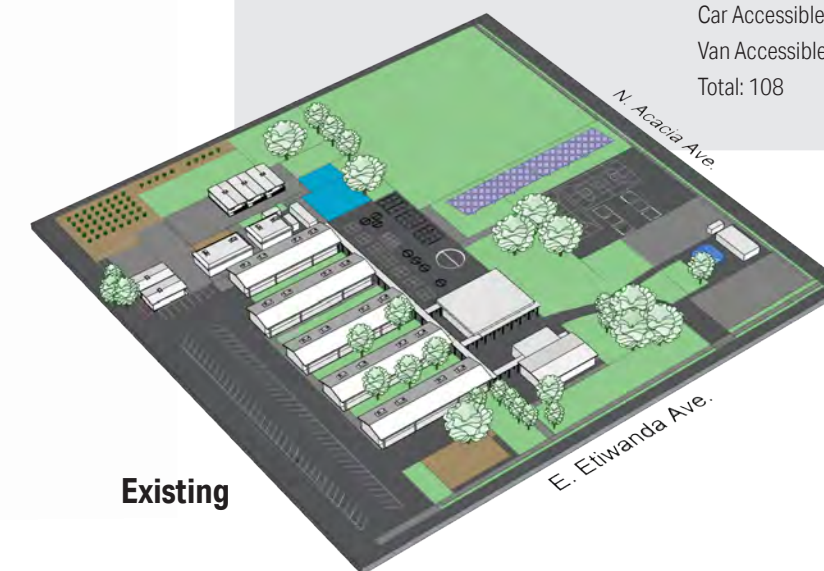 Car Accessible
Van Accessible
Total: 108
N. Acacia Ave.
E. Etiwanda Ave.
Existing